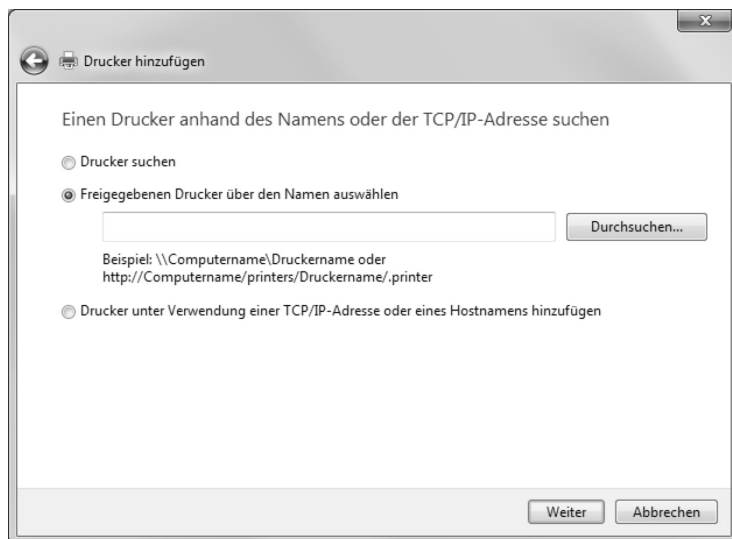 Drucker hinzufügen
Einen Drucker anhand des Namens oder der TCP/IP-Adresse suchen
Drucker suchen
Freigegebenen Drucker über den Namen auswählen
Durchsuchen...
Beispiel: \\Computername\Druckername oder
http://Computername/printers/Druckername/.printer
Drucker unter Verwendung einer TCP/IP-Adresse oder eines Hostnamens hinzufügen
Weiter Abbrechen